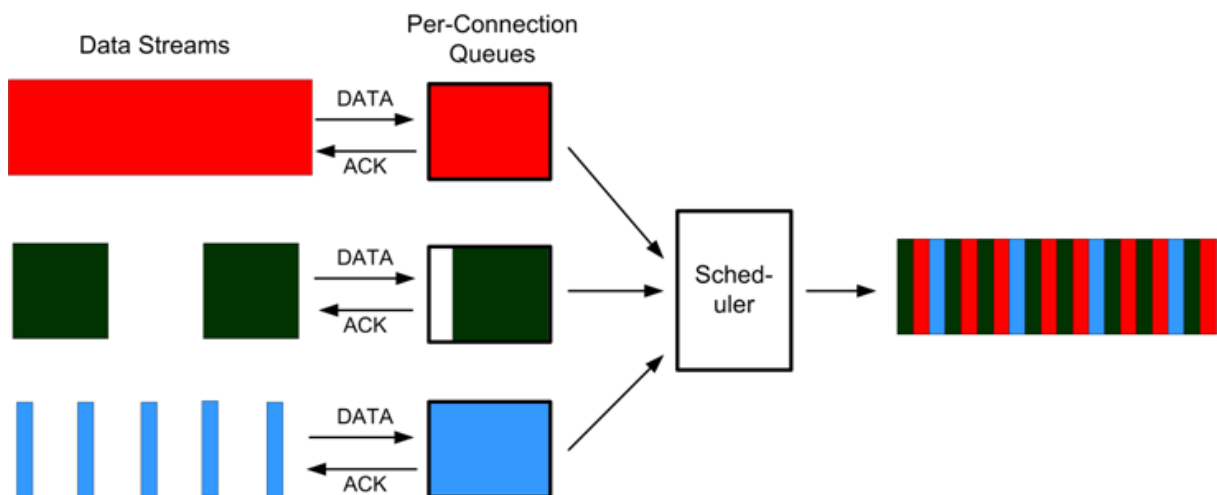 Data Streams
Per-Connection
Queues
DATA
ACK
DATA
ACK
DATA
ACK
Sched-
uler